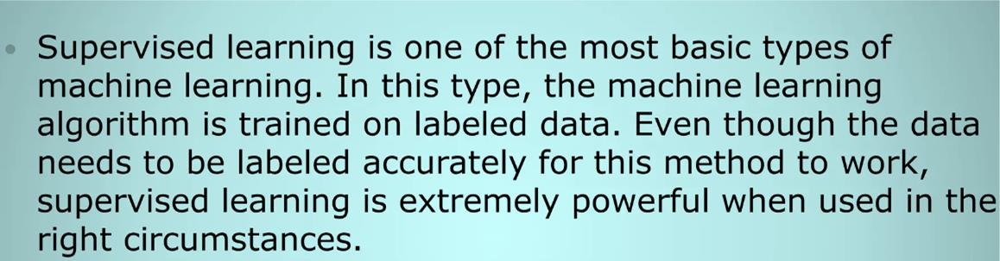 • Supervised learning is one of the most basic types of
machine learning. In this type, the machine learning
algorithm is trained on labeled data. Even though the data
needs to be labeled accurately for this method to work,
supervised learning is extremely powerful when used in the
right circumstances.